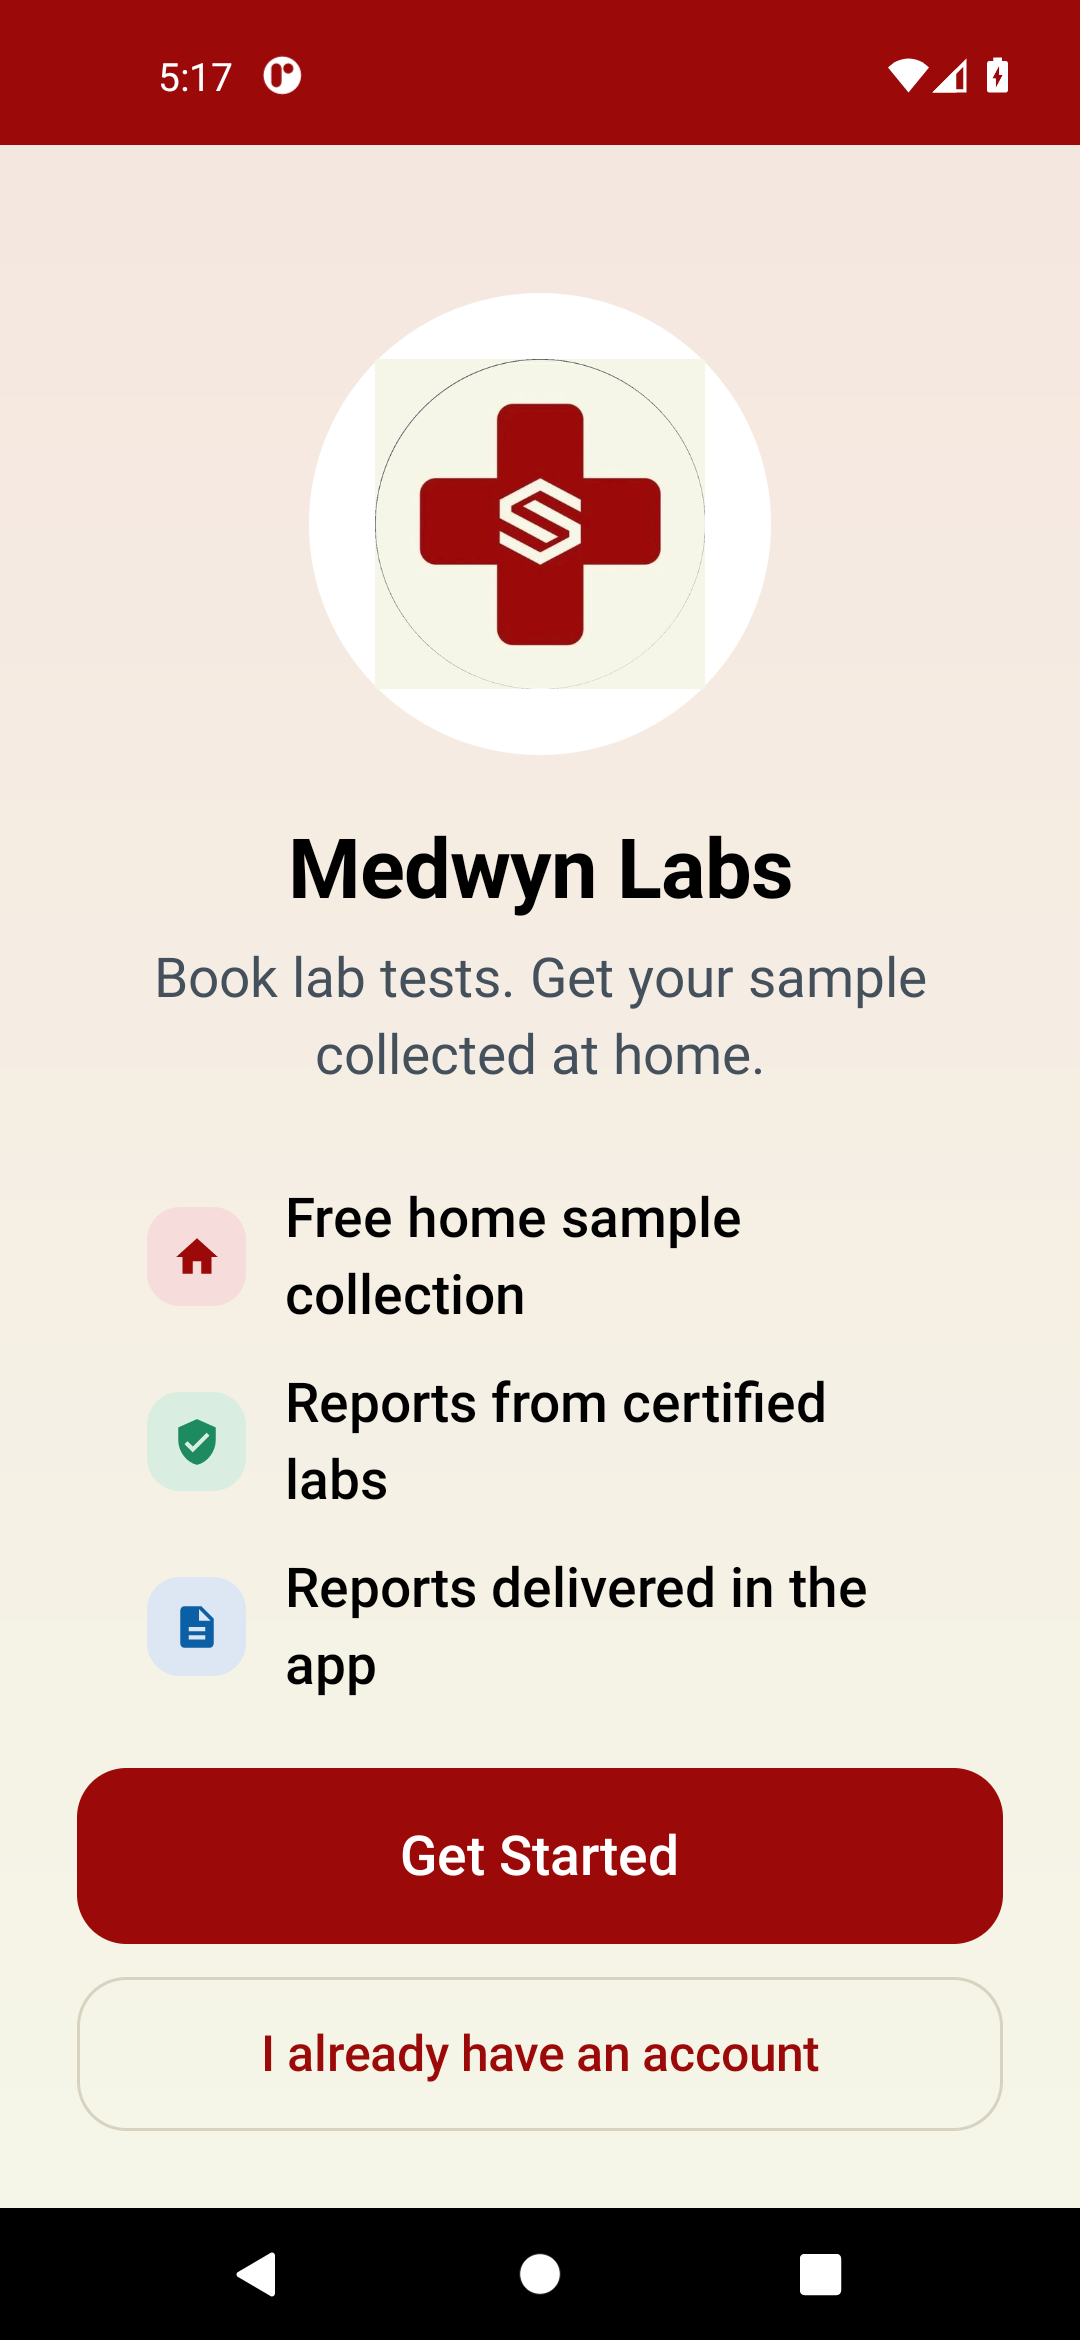 5:17
Medwyn Labs
Book lab tests. Get your sample
collected at home.
Free home sample
collection
Reports from certified
labs
Reports delivered in the
app
Get Started
I already have an account